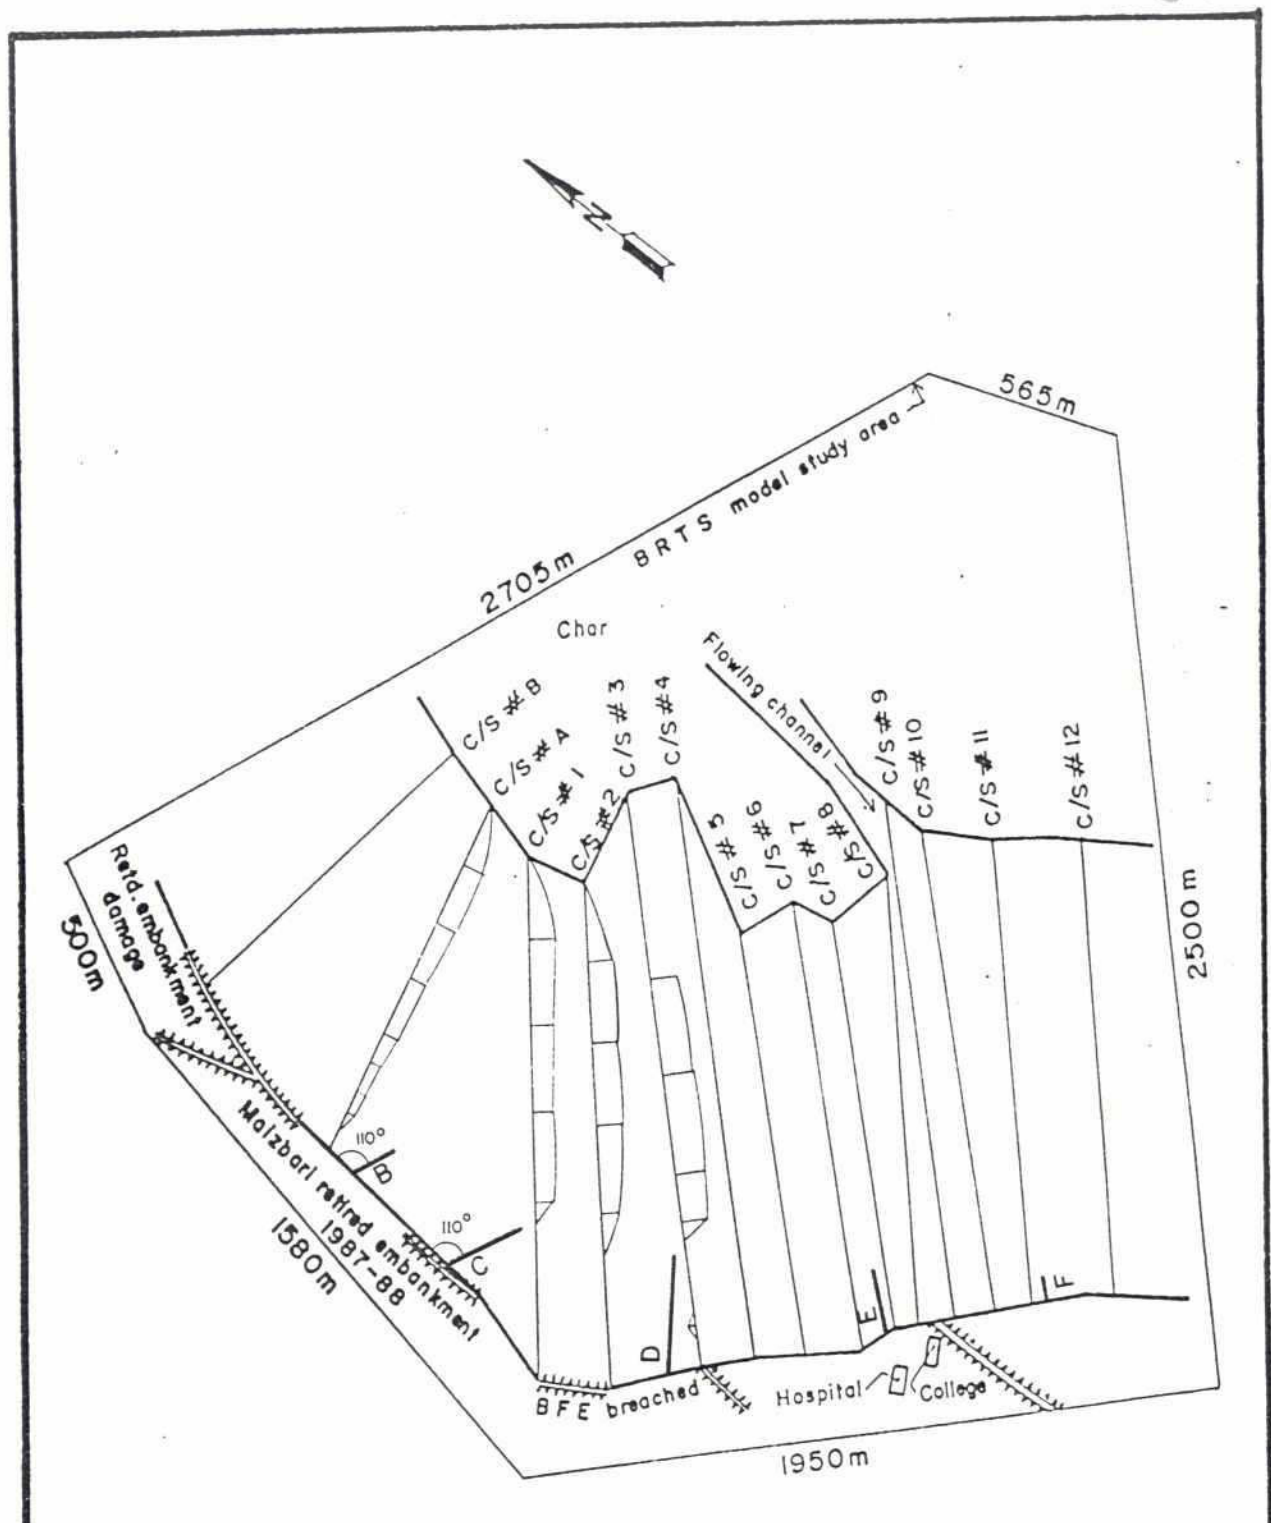 N
565m
BRTS model study area
2705m
Char
Flowing channel
C/S # B
C/S # A
C/S # 1
C/S # 2
C/S # 3
C/S # 4
C/S # 5
C/S # 6
C/S # 7
C/S # 8
C/S # 9
C/S # 10
C/S # 11
C/S # 12
Retd. embankment
damage
500m
2500m
Malzbari retired embankment
1987-88
1580m
110°
B
110°
C
D
E
F
BFE breached
Hospital
College
1950m